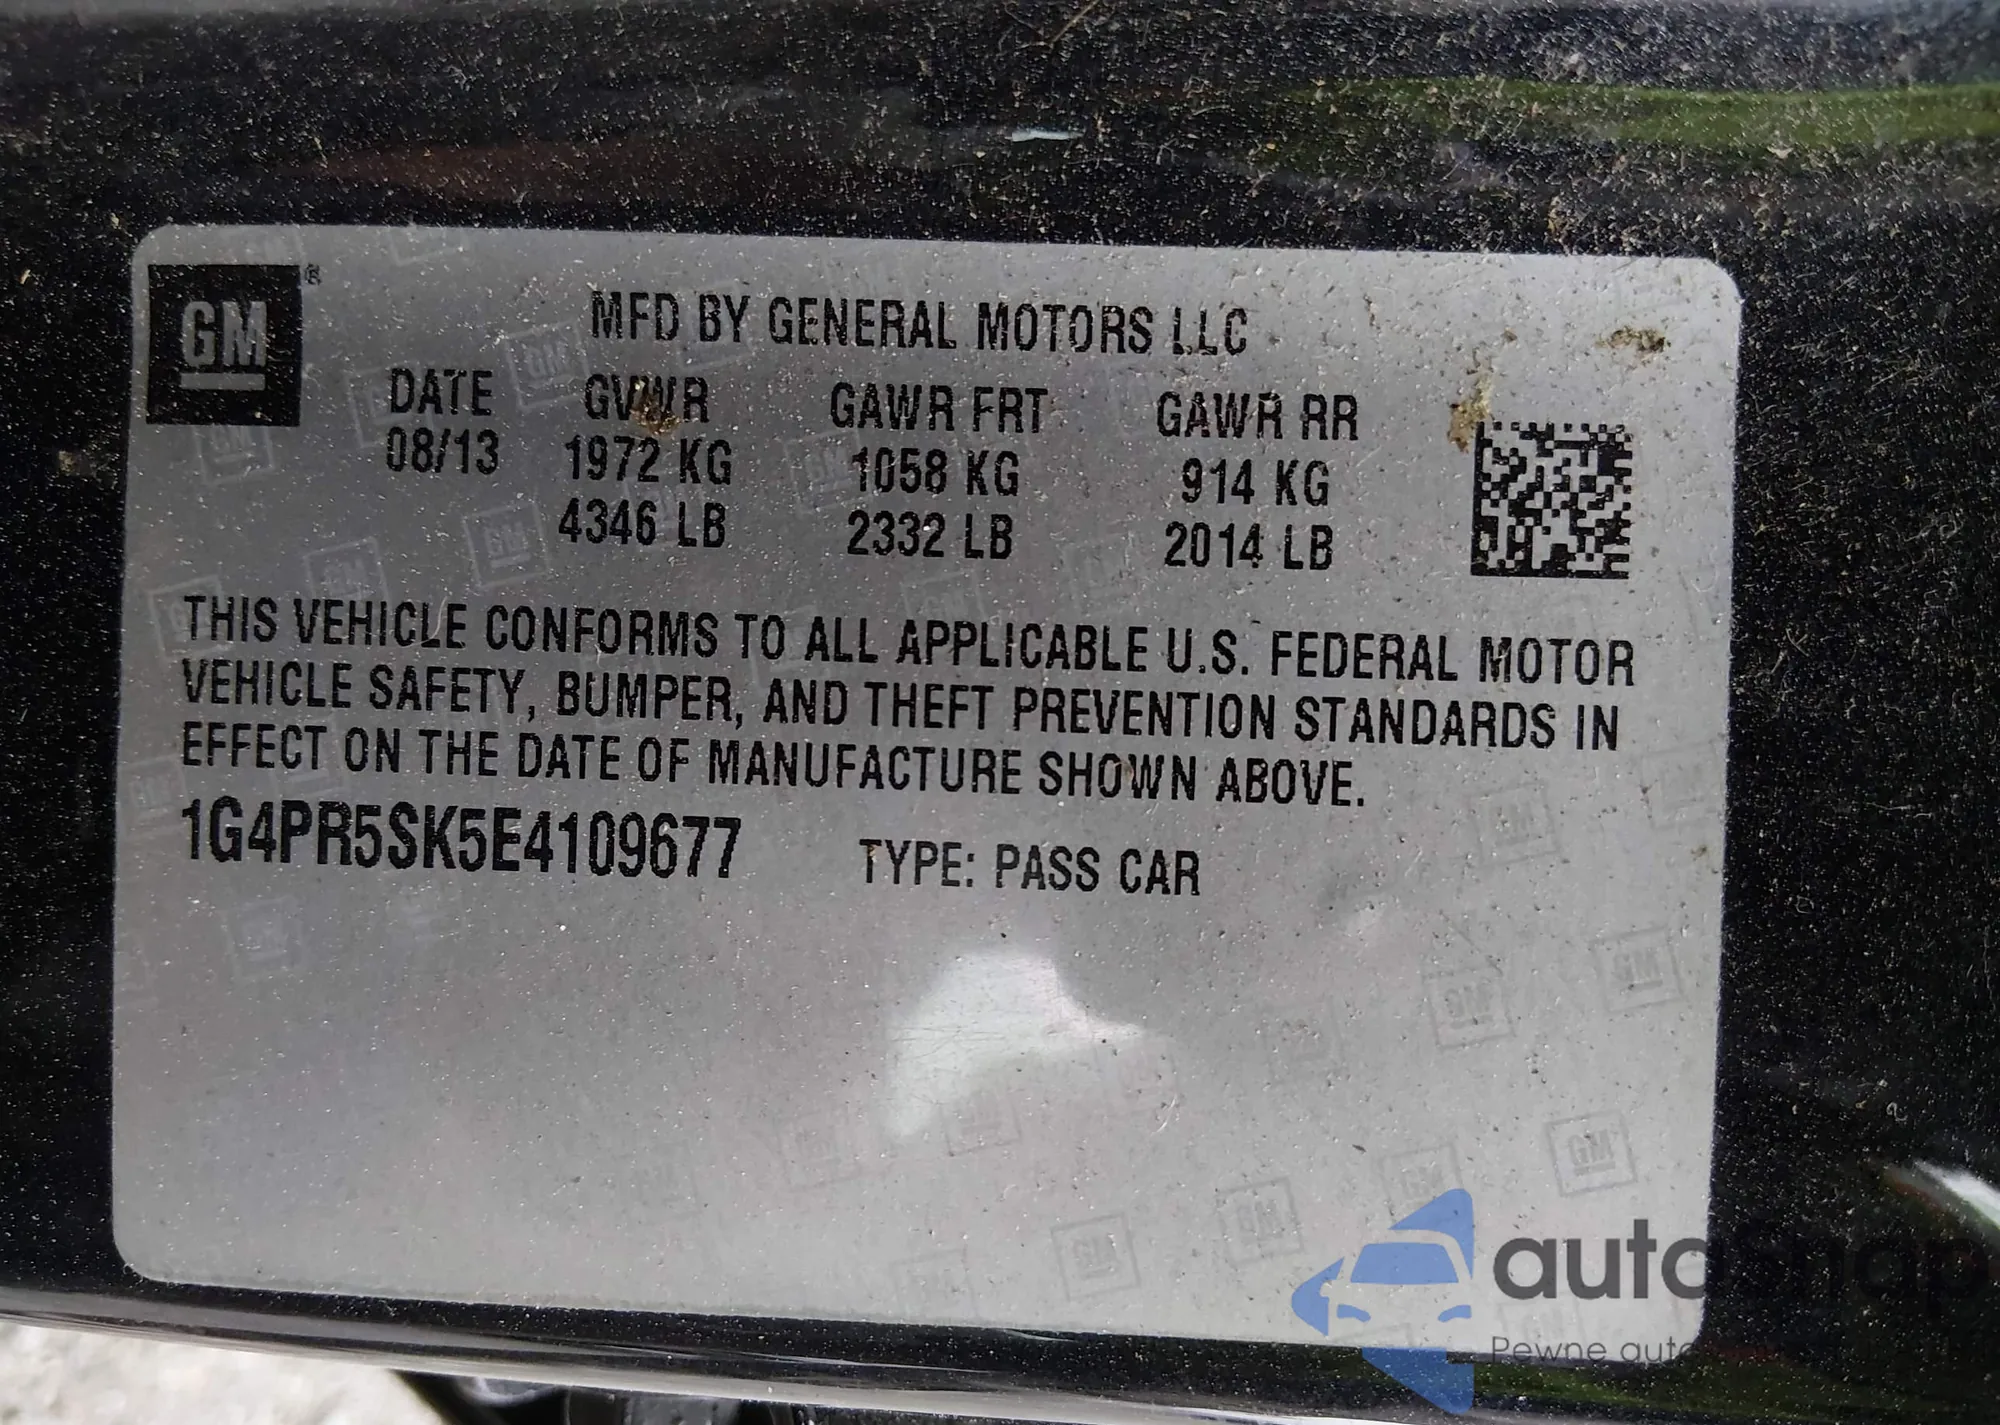 GM®
MFD BY GENERAL MOTORS LLC
DATE GVWR GAWR FRT GAWR RR
08/13 1972 KG 1058 KG 914 KG
4346 LB 2332 LB 2014 LB
THIS VEHICLE CONFORMS TO ALL APPLICABLE U.S. FEDERAL MOTOR
VEHICLE SAFETY, BUMPER, AND THEFT PREVENTION STANDARDS IN
EFFECT ON THE DATE OF MANUFACTURE SHOWN ABOVE.
1G4PR5SK5E4109677 TYPE: PASS CAR
autosnap
Pewne auto